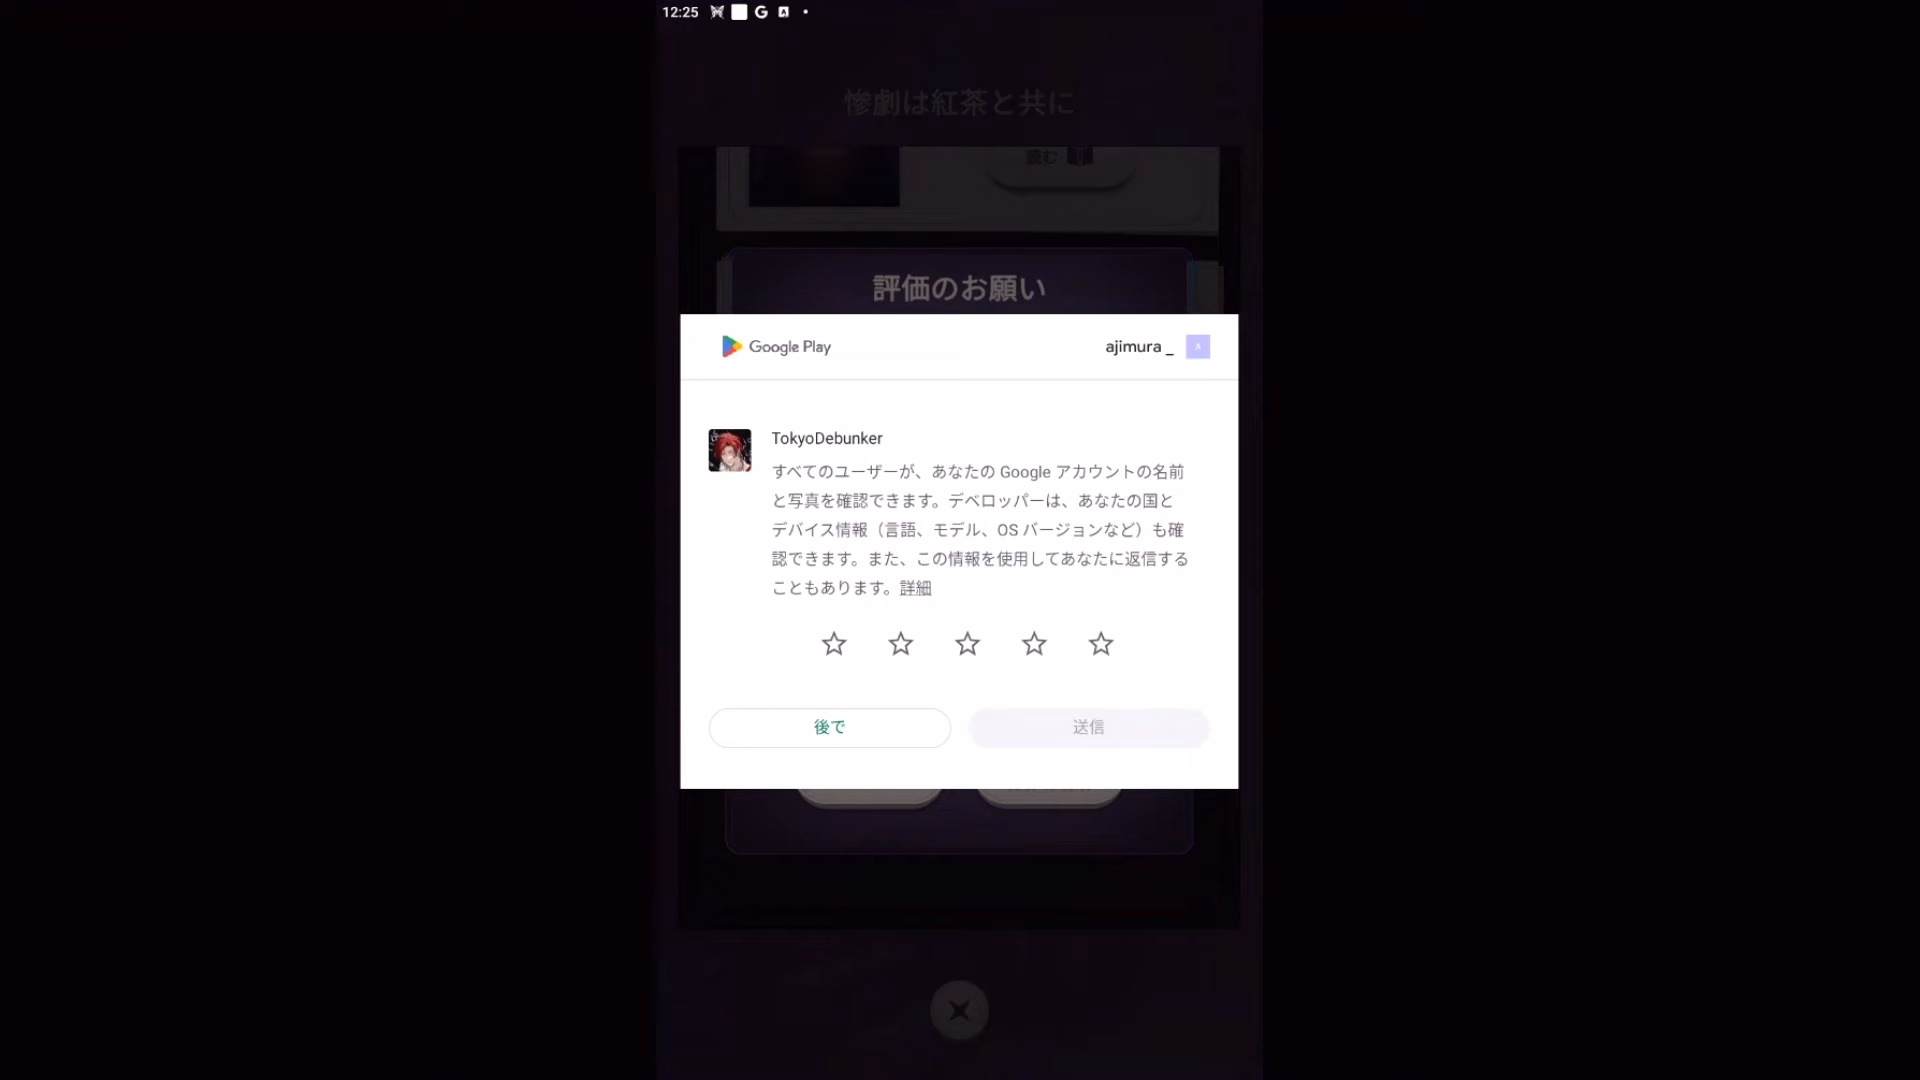 12:25
惨劇は紅茶と共に
読む
評価のお願い
Google Play
ajimura _
A
TokyoDebunker
すべてのユーザーが、あなたの Google アカウントの名前
と写真を確認できます。デベロッパーは、あなたの国と
デバイス情報（言語、モデル、OS バージョンなど）も確
認できます。また、この情報を使用してあなたに返信する
こともあります。詳細
後で
送信